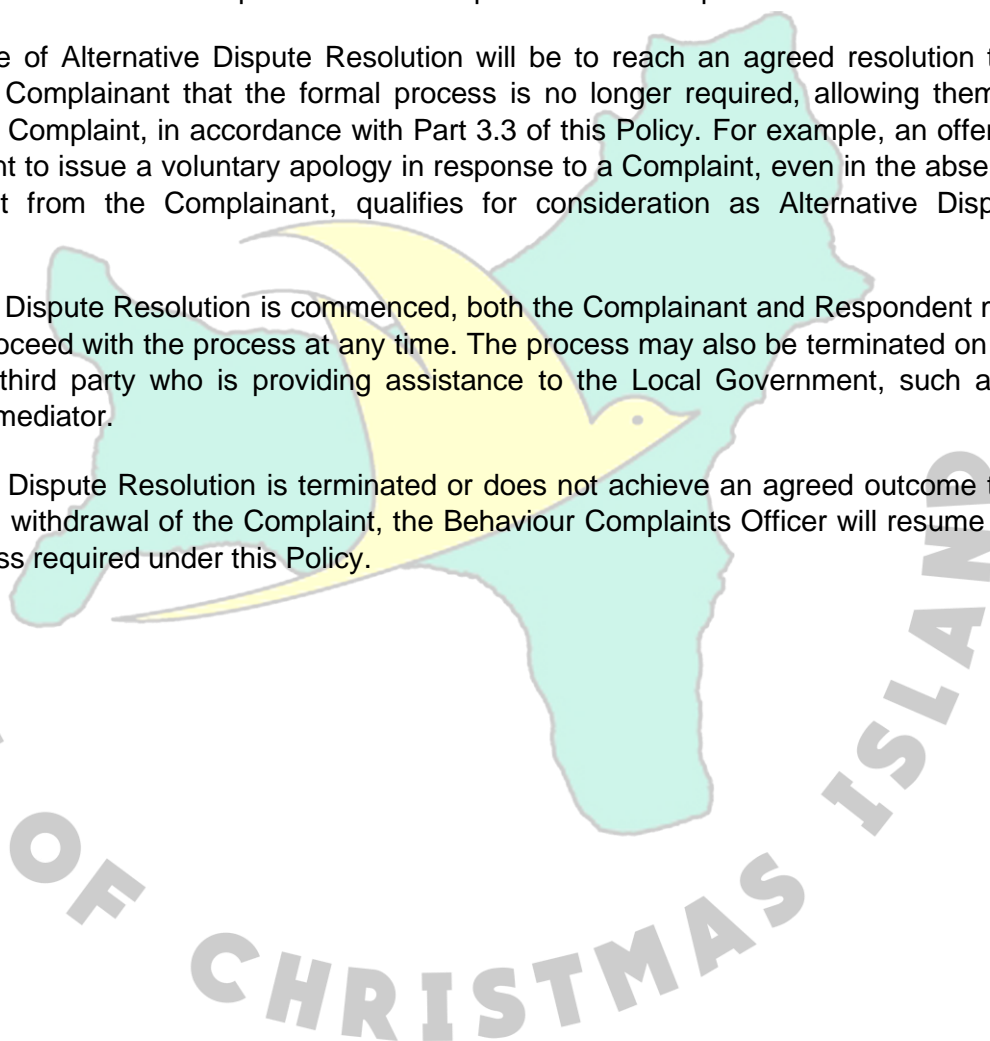 e of Alternative Dispute Resolution will be to reach an agreed resolution t
Complainant that the formal process is no longer required, allowing them
Complaint, in accordance with Part 3.3 of this Policy. For example, an offer
nt to issue a voluntary apology in response to a Complaint, even in the abse
t from the Complainant, qualifies for consideration as Alternative Disp
Dispute Resolution is commenced, both the Complainant and Respondent
oceed with the process at any time. The process may also be terminated on
third party who is providing assistance to the Local Government, such a
mediator.
Dispute Resolution is terminated or does not achieve an agreed outcome t
withdrawal of the Complaint, the Behaviour Complaints Officer will resume
ss required under this Policy.
OF CHRISTMAS ISLAND